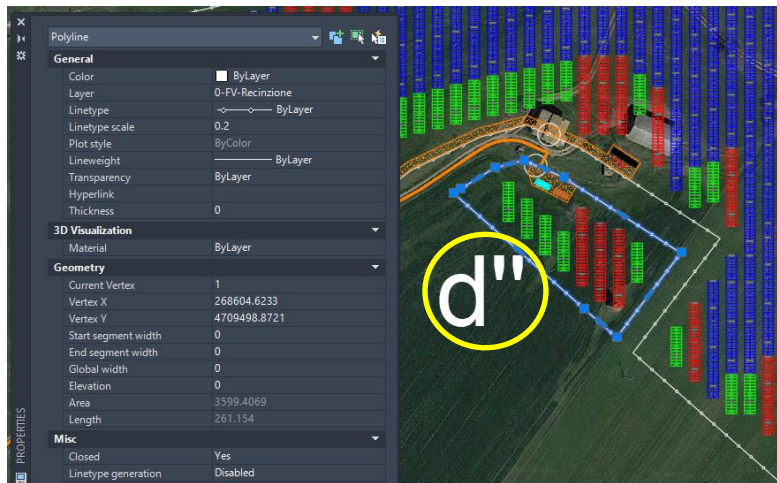 Polyline
General
Color ByLayer
Layer 0-FV-Recinzione
Linetype ByLayer
Linetype scale 0.2
Plot style ByColor
Lineweight ByLayer
Transparency ByLayer
Hyperlink
Thickness 0
3D Visualization
Material ByLayer
Geometry
Current Vertex 1
Vertex X 268604.6233
Vertex Y 4709498.8721
Start segment width 0
End segment width 0
Global width 0
Elevation 0
Area 3599.4069
Length 261.154
Misc
Closed Yes
Linetype generation Disabled
PROPERTIES
d"